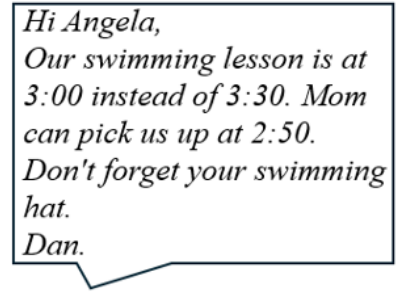 Hi Angela,
Our swimming lesson is at
3:00 instead of 3:30. Mom
can pick us up at 2:50.
Don't forget your swimming
hat.
Dan.